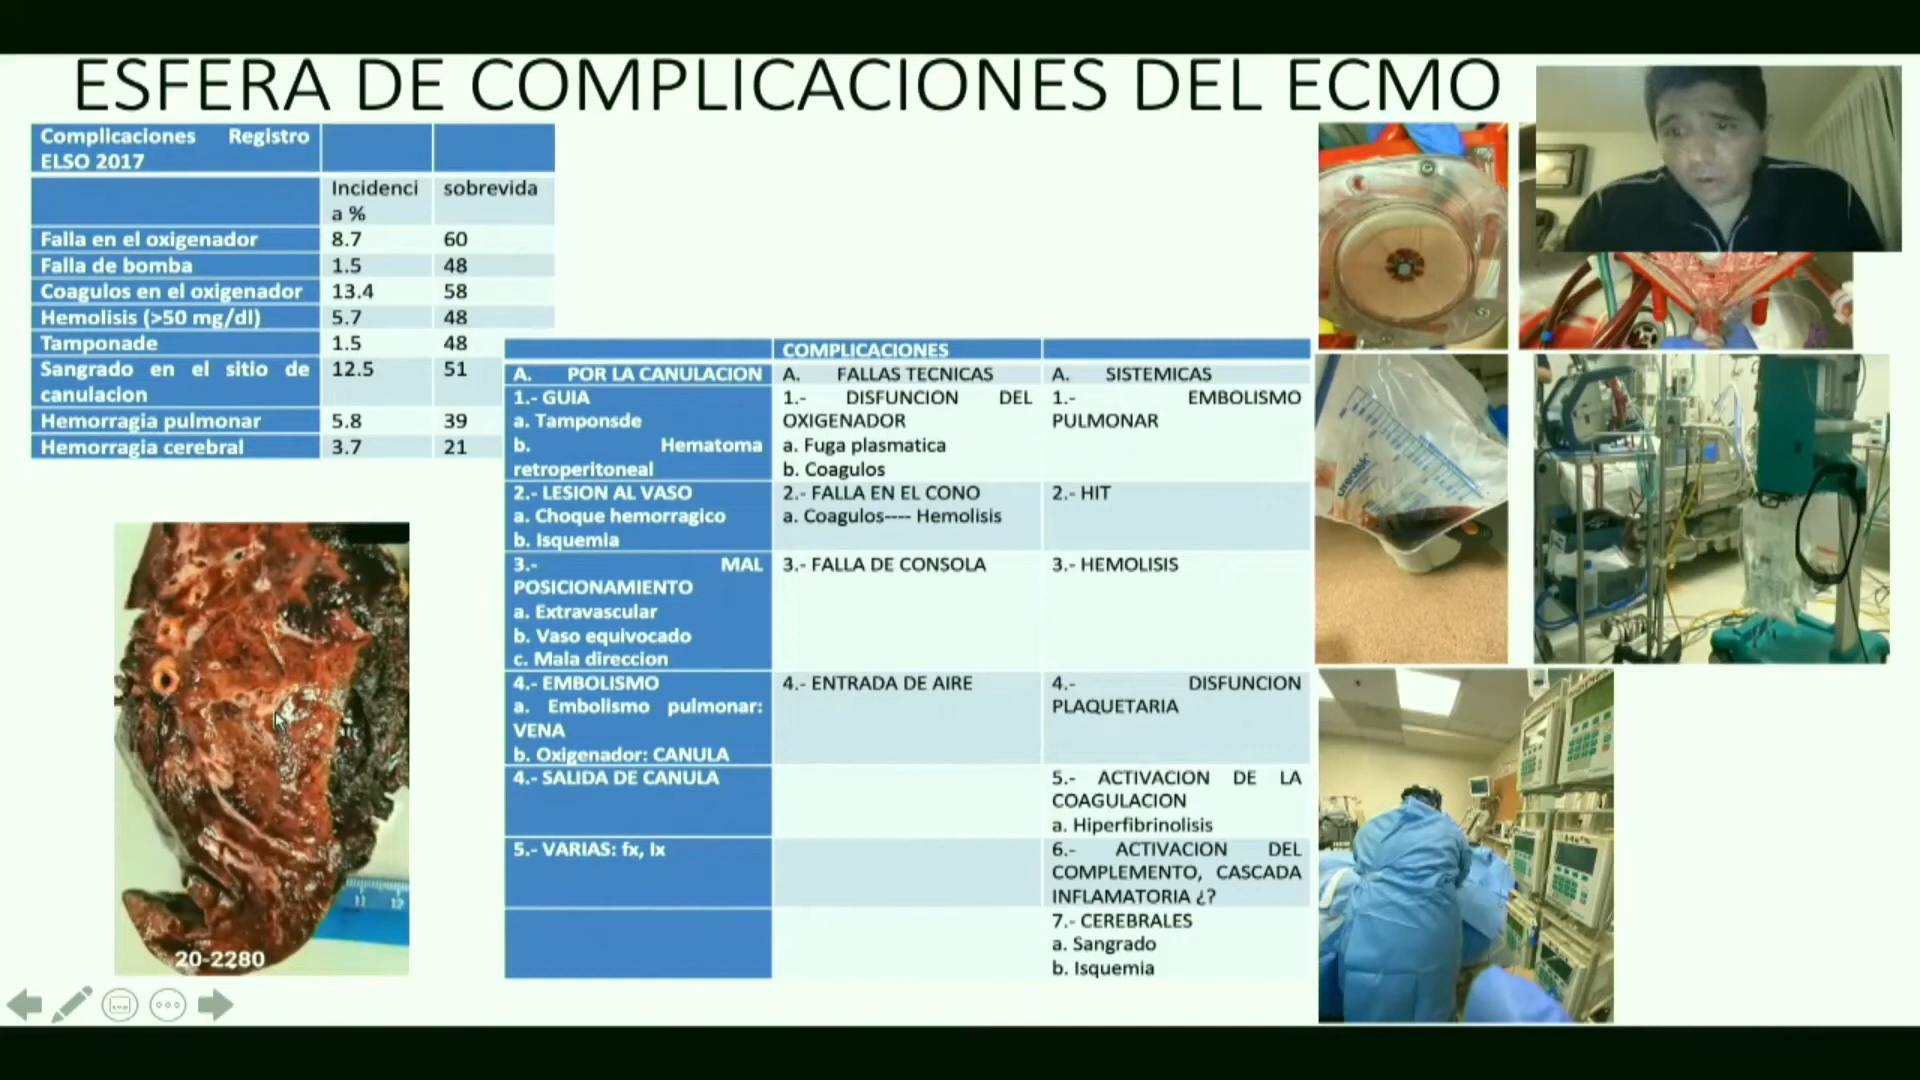 ESFERA DE COMPLICACIONES DEL ECMO
Complicaciones Registro
ELSO 2017
Incidenci
a %
sobrevida
Falla en el oxigenador 8.7 60
Falla de bomba 1.5 48
Coagulos en el oxigenador 13.4 58
Hemolisis (>50 mg/dl) 5.7 48
Tamponade 1.5 48
Sangrado en el sitio de
canulacion
12.5 51
Hemorragia pulmonar 5.8 39
Hemorragia cerebral 3.7 21
COMPLICACIONES
A. POR LA CANULACION
A. FALLAS TECNICAS
A. SISTEMICAS
1.- GUIA
a. Tamponsde
b. Hematoma
retroperitoneal
1.- DISFUNCION DEL
OXIGENADOR
a. Fuga plasmatica
b. Coagulos
1.- EMBOLISMO
PULMONAR
2.- LESION AL VASO
a. Choque hemorragico
b. Isquemia
2.- FALLA EN EL CONO
a. Coagulos---- Hemolisis
2.- HIT
3.- MAL
POSICIONAMIENTO
a. Extravascular
b. Vaso equivocado
c. Mala direccion
3.- FALLA DE CONSOLA
3.- HEMOLISIS
4.- EMBOLISMO
a. Embolismo pulmonar:
VENA
b. Oxigenador: CANULA
4.- ENTRADA DE AIRE
4.- DISFUNCION
PLAQUETARIA
4.- SALIDA DE CANULA
5.- ACTIVACION DE LA
COAGULACION
a. Hiperfibrinolisis
5.- VARIAS: fx, lx
6.- ACTIVACION DEL
COMPLEMENTO, CASCADA
INFLAMATORIA ¿?
7.- CEREBRALES
a. Sangrado
b. Isquemia
11 12
20-2280